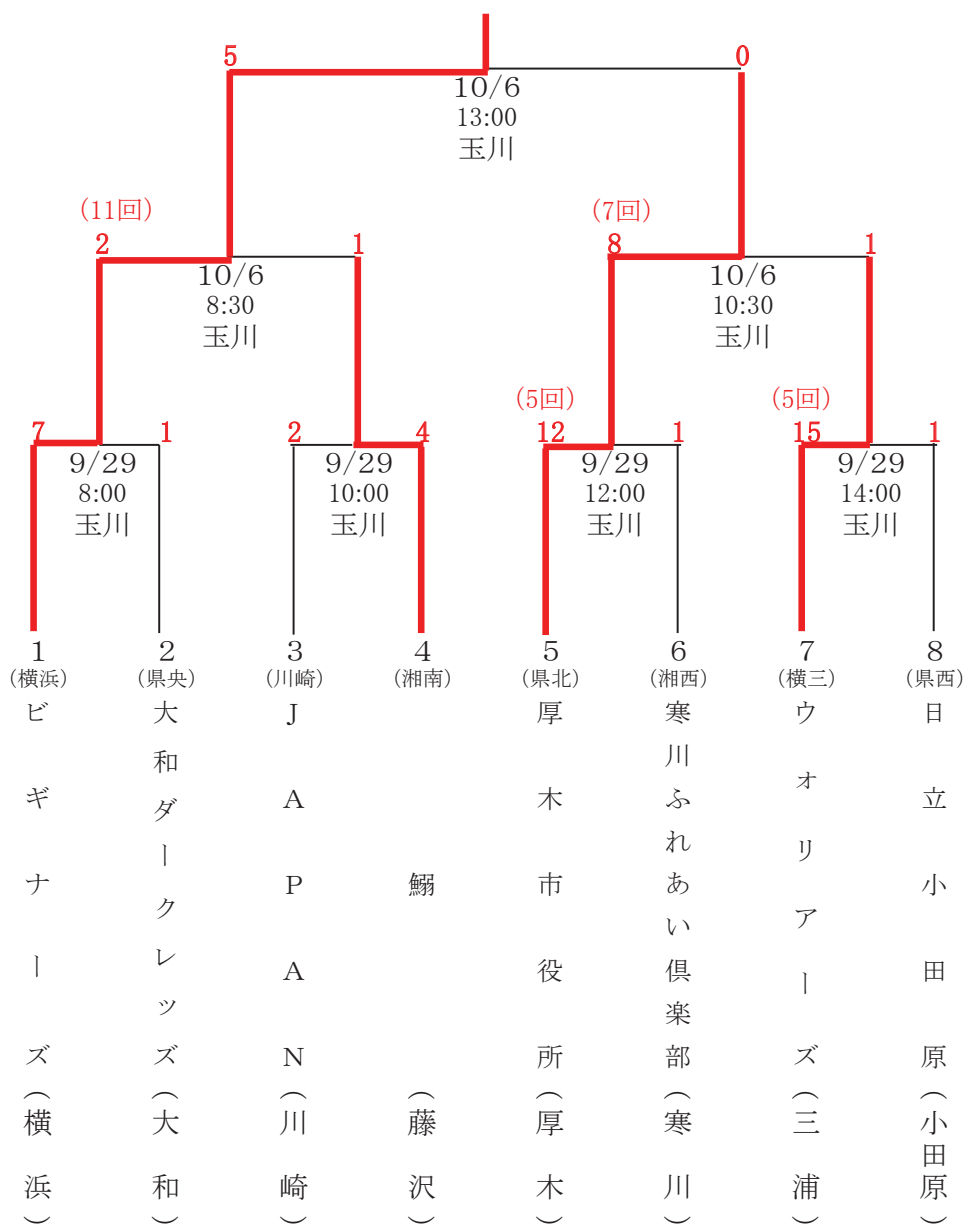 5
0
10/6
13:00
玉川
(11回)
(7回)
2
1
8
1
10/6
8:30
玉川
10/6
10:30
玉川
(5回)
(5回)
7
1
2
4
12
1
15
1
9/29
8:00
玉川
9/29
10:00
玉川
9/29
12:00
玉川
9/29
14:00
玉川
1
(横浜)
ビギナーズ(横浜)
2
(県央)
大和ダークレッズ(大和)
3
(川崎)
JAPAN(川崎)
4
(湘南)
鰯(藤沢)
5
(県北)
厚木市役所(厚木)
6
(湘西)
寒川ふれあい倶楽部(寒川)
7
(横三)
ウォリアーズ(三浦)
8
(県西)
日立小田原(小田原)